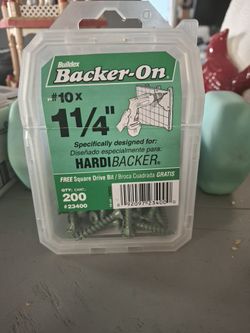 Buildex
Backer-On®
#10 x
1 1/4"
Specifically designed for:
Diseñado especialmente para:
HARDIBACKER®
FREE Square Drive Bit / Broca Cuadrada GRATIS
QTY. CANT.
200
#23400